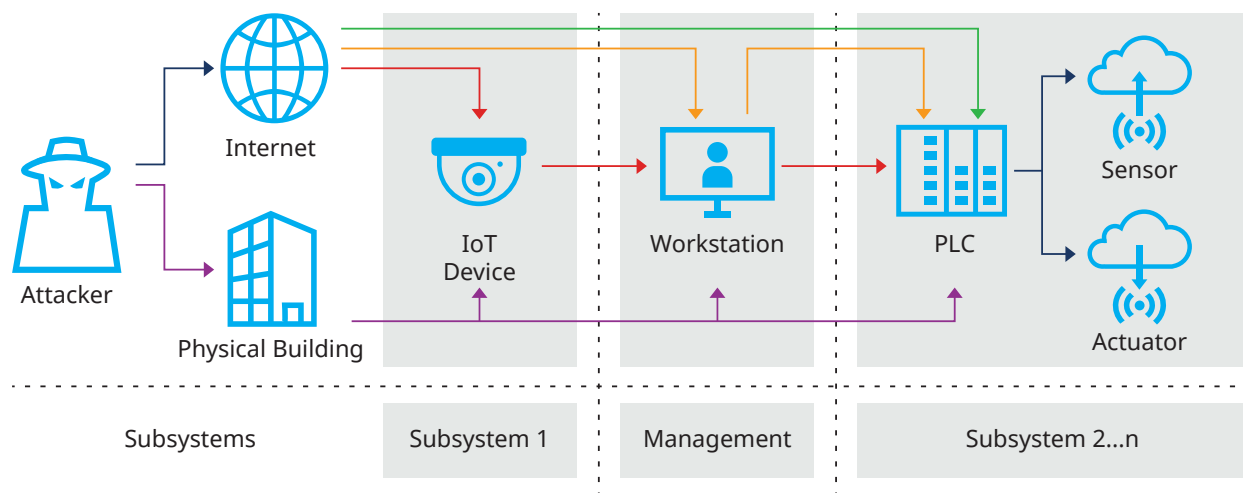 Internet
Sensor
IoT
Device
Workstation
PLC
Attacker
Physical Building
Actuator
Subsystems
Subsystem 1
Management
Subsystem 2...n